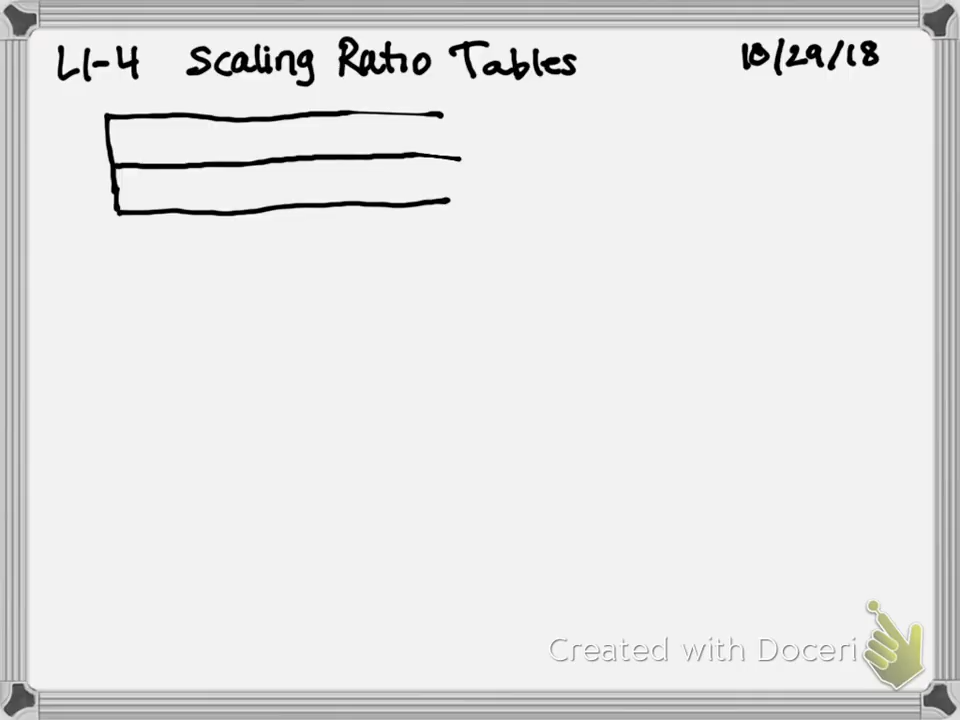 L1-4 Scaling Ratio Tables 10/29/18
Created with Doceri